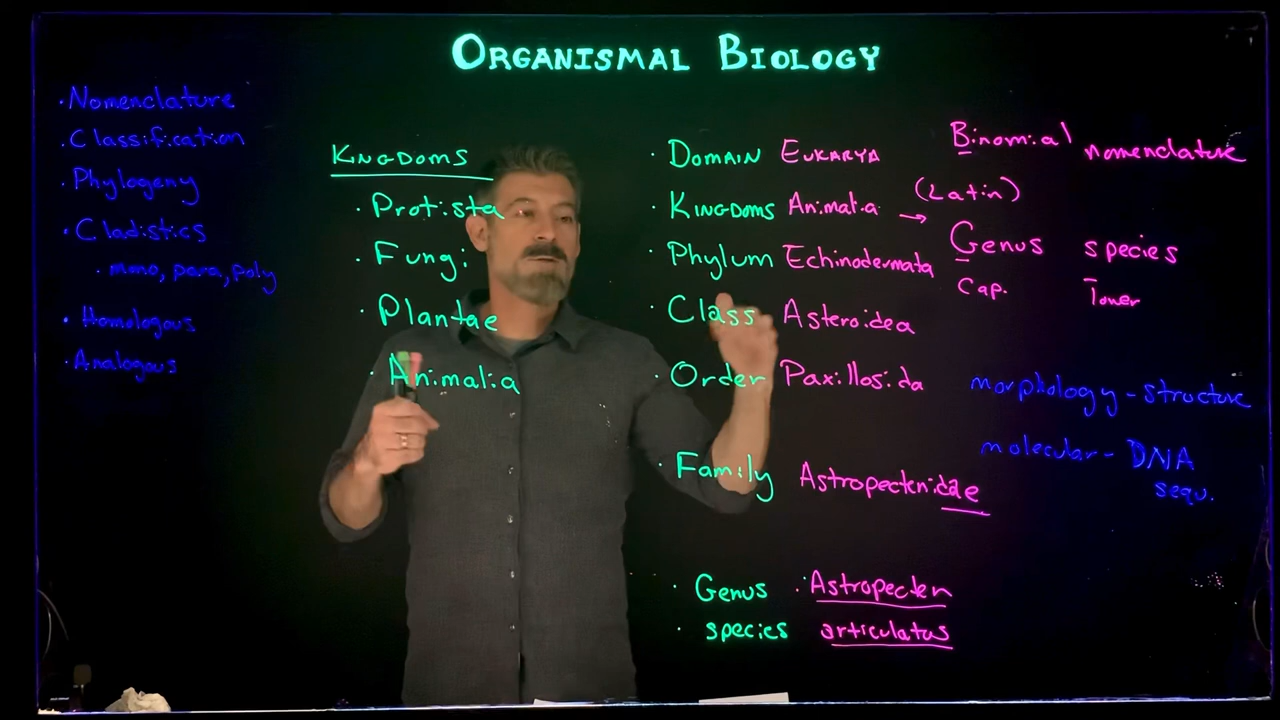 ORGANISMAL BIOLOGY
· Nomenclature
· Classification
· Phylogeny
· Cladistics
· mono, para, poly
· Homologous
· Analogous
KINGDOMS
· Protista
· Fungi
· Plantae
· Animalia
· DOMAIN EUKARYA
· KINGDOMS Animalia
· Phylum Echinodermata
· Class Asteroidea
· Order Paxillosida
· Family Astropectenidae
· Genus · Astropecten
· species articulatus
Binomial nomenclature
(Latin)
→ Genus species
Cap. lower
morphology - structure
molecular - DNA
sequ.